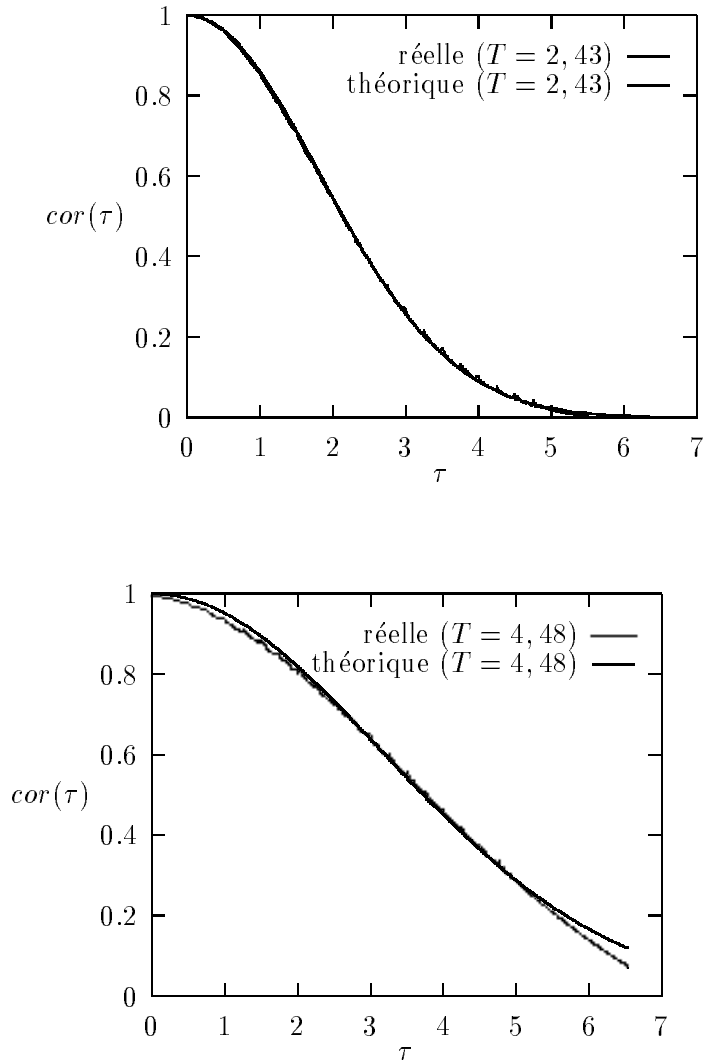 1
réelle (T = 2, 43)
théorique (T = 2, 43)
0.8
0.6
cor(τ)
0.4
0.2
0
0 1 2 3 4 5 6 7
τ
1
réelle (T = 4, 48)
théorique (T = 4, 48)
0.8
0.6
cor(τ)
0.4
0.2
0
0 1 2 3 4 5 6 7
τ